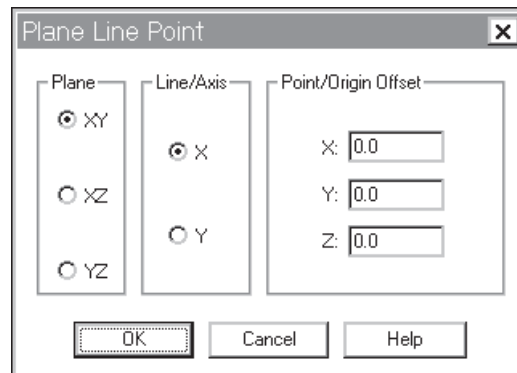 Plane Line Point
Plane
XY
XZ
YZ
Line/Axis
X
Y
Point/Origin Offset
X: 0.0
Y: 0.0
Z: 0.0
OK
Cancel
Help